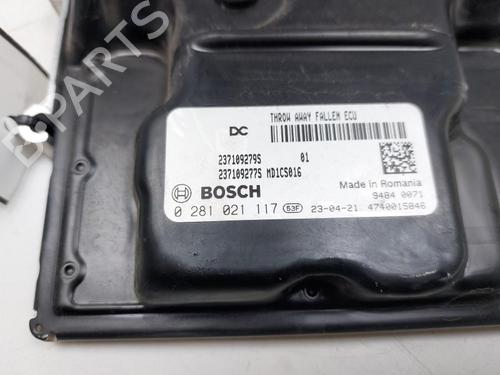 THROW AWAY FALLEN ECU
DC
237109279S 01
237109277S MD1CS016
BOSCH
Made in Romania
9484 0071
0 281 021 117 53F 23-04-21 4740015846
B-PARTS